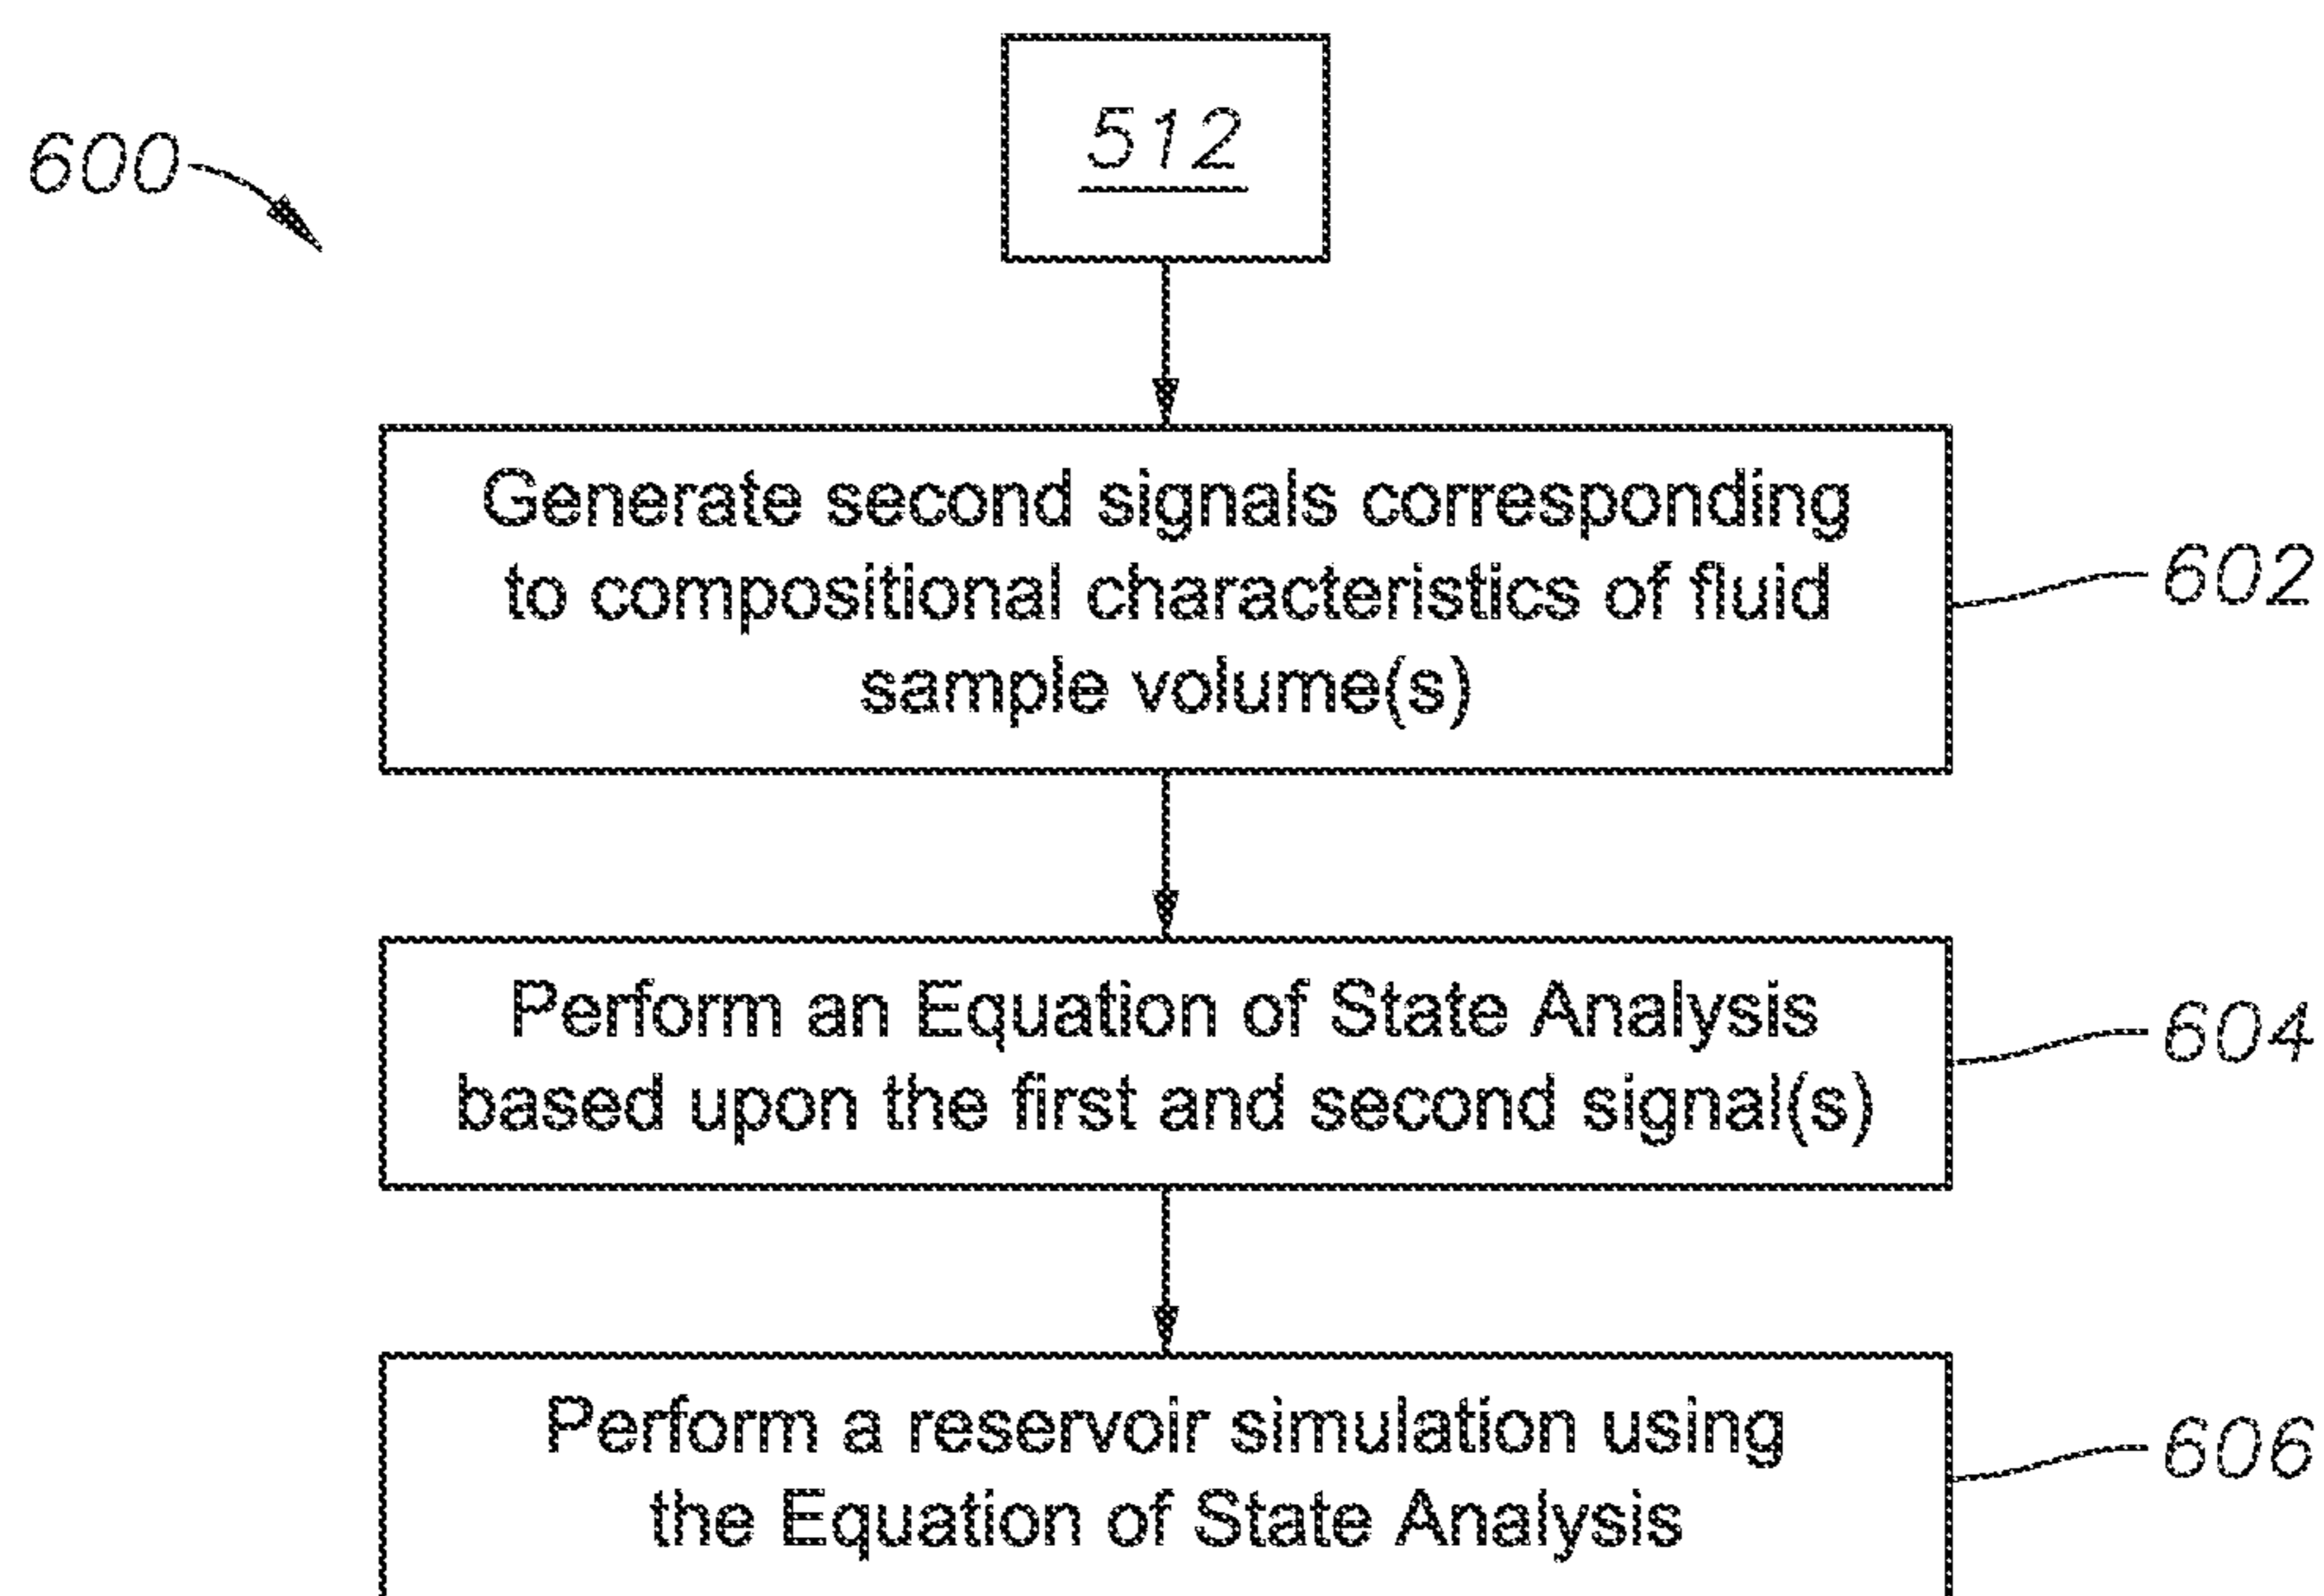 512
600
Generate second signals corresponding
to compositional characteristics of fluid
sample volume(s)
602
Perform an Equation of State Analysis
based upon the first and second signal(s)
604
Perform a reservoir simulation using
the Equation of State Analysis
606